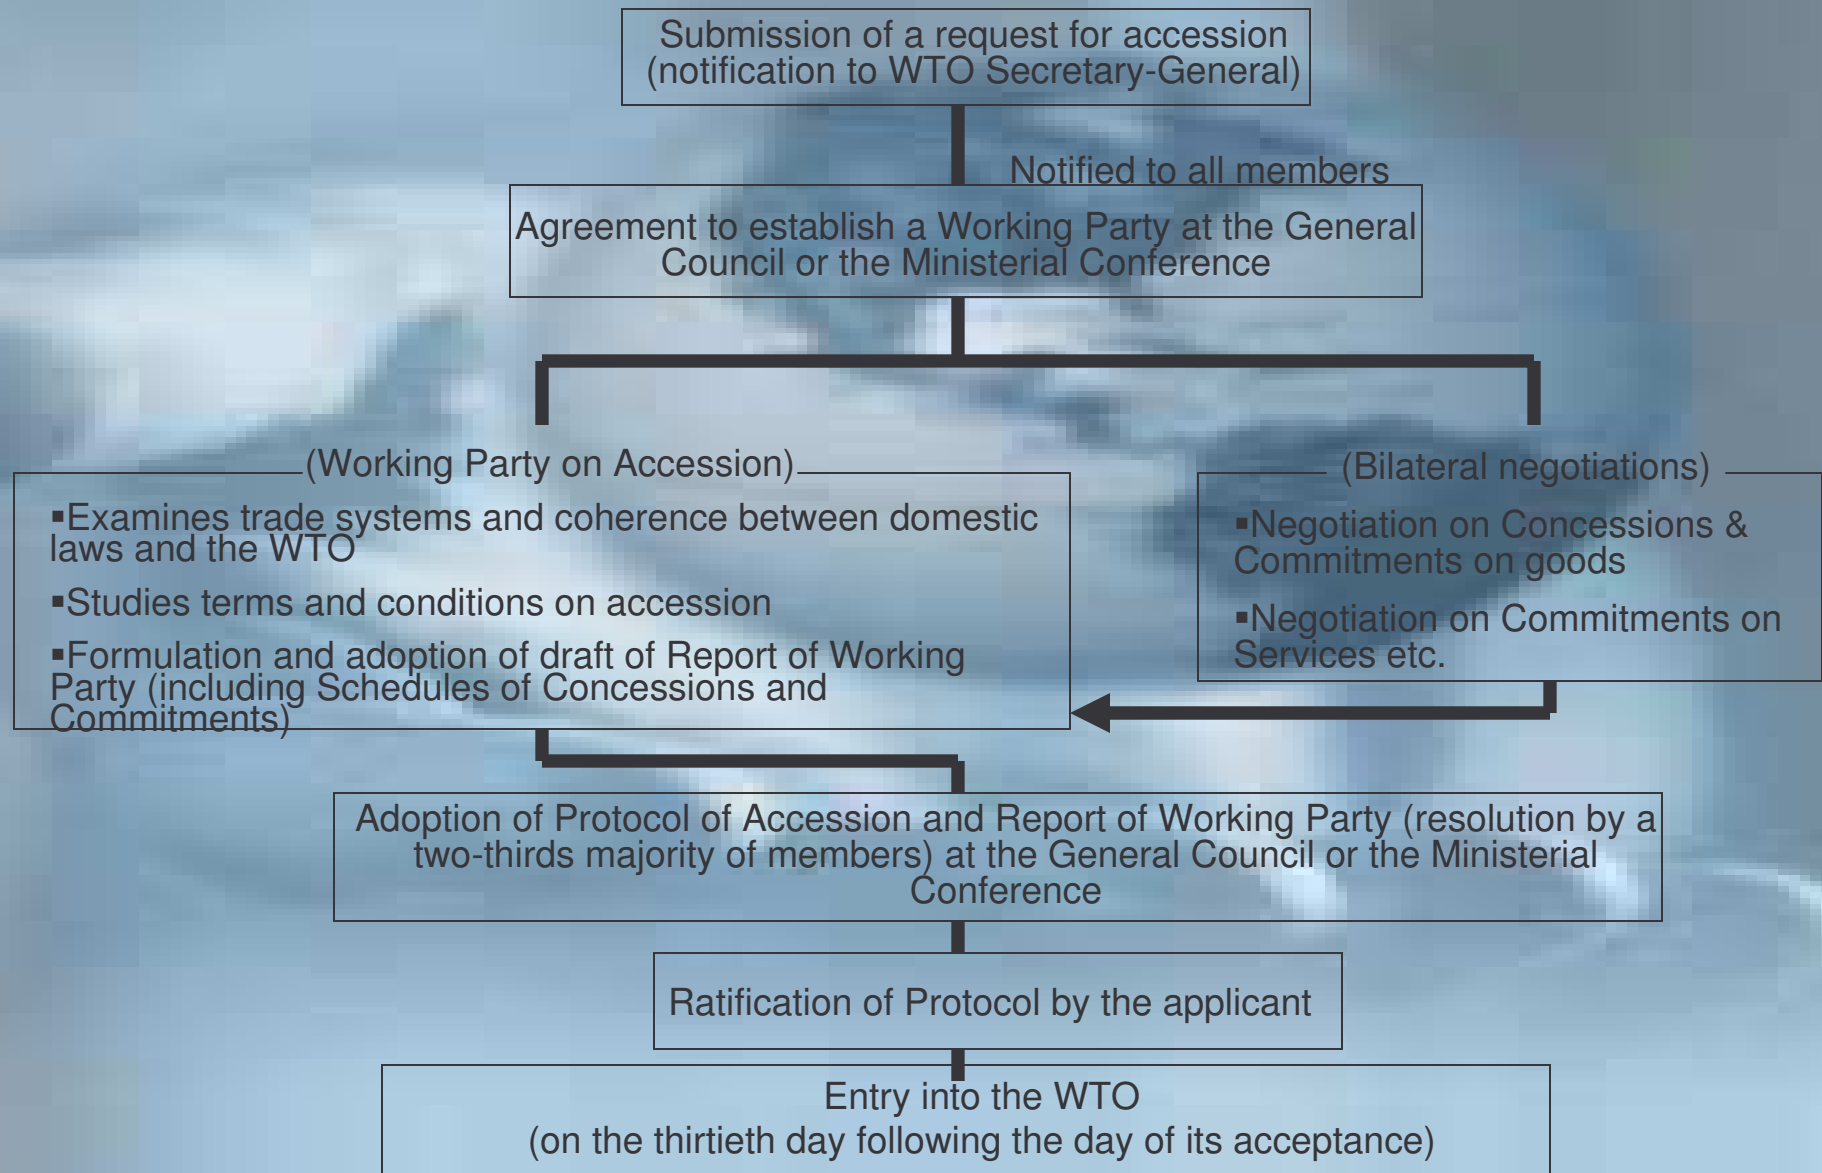 Submission of a request for accession
(notification to WTO Secretary-General)
Notified to all members
Agreement to establish a Working Party at the General
Council or the Ministerial Conference
(Working Party on Accession)
▪Examines trade systems and coherence between domestic
laws and the WTO
▪Studies terms and conditions on accession
▪Formulation and adoption of draft of Report of Working
Party (including Schedules of Concessions and
Commitments)
(Bilateral negotiations)
▪Negotiation on Concessions &
Commitments on goods
▪Negotiation on Commitments on
Services etc.
Adoption of Protocol of Accession and Report of Working Party (resolution by a
two-thirds majority of members) at the General Council or the Ministerial
Conference
Ratification of Protocol by the applicant
Entry into the WTO
(on the thirtieth day following the day of its acceptance)